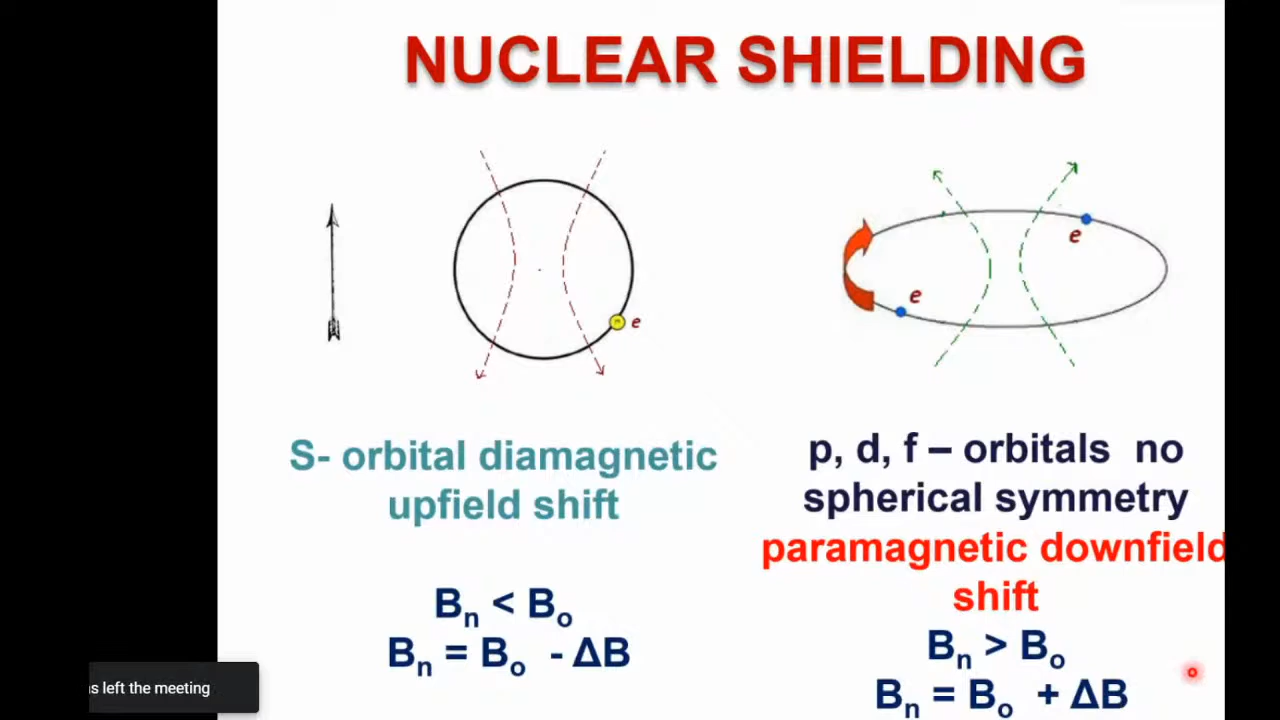 NUCLEAR SHIELDING
e
e
e
S- orbital diamagnetic
upfield shift
Bn < Bo
Bn = Bo - ΔB
p, d, f – orbitals no
spherical symmetry
paramagnetic downfield
shift
Bn > Bo
Bn = Bo + ΔB
left the meeting